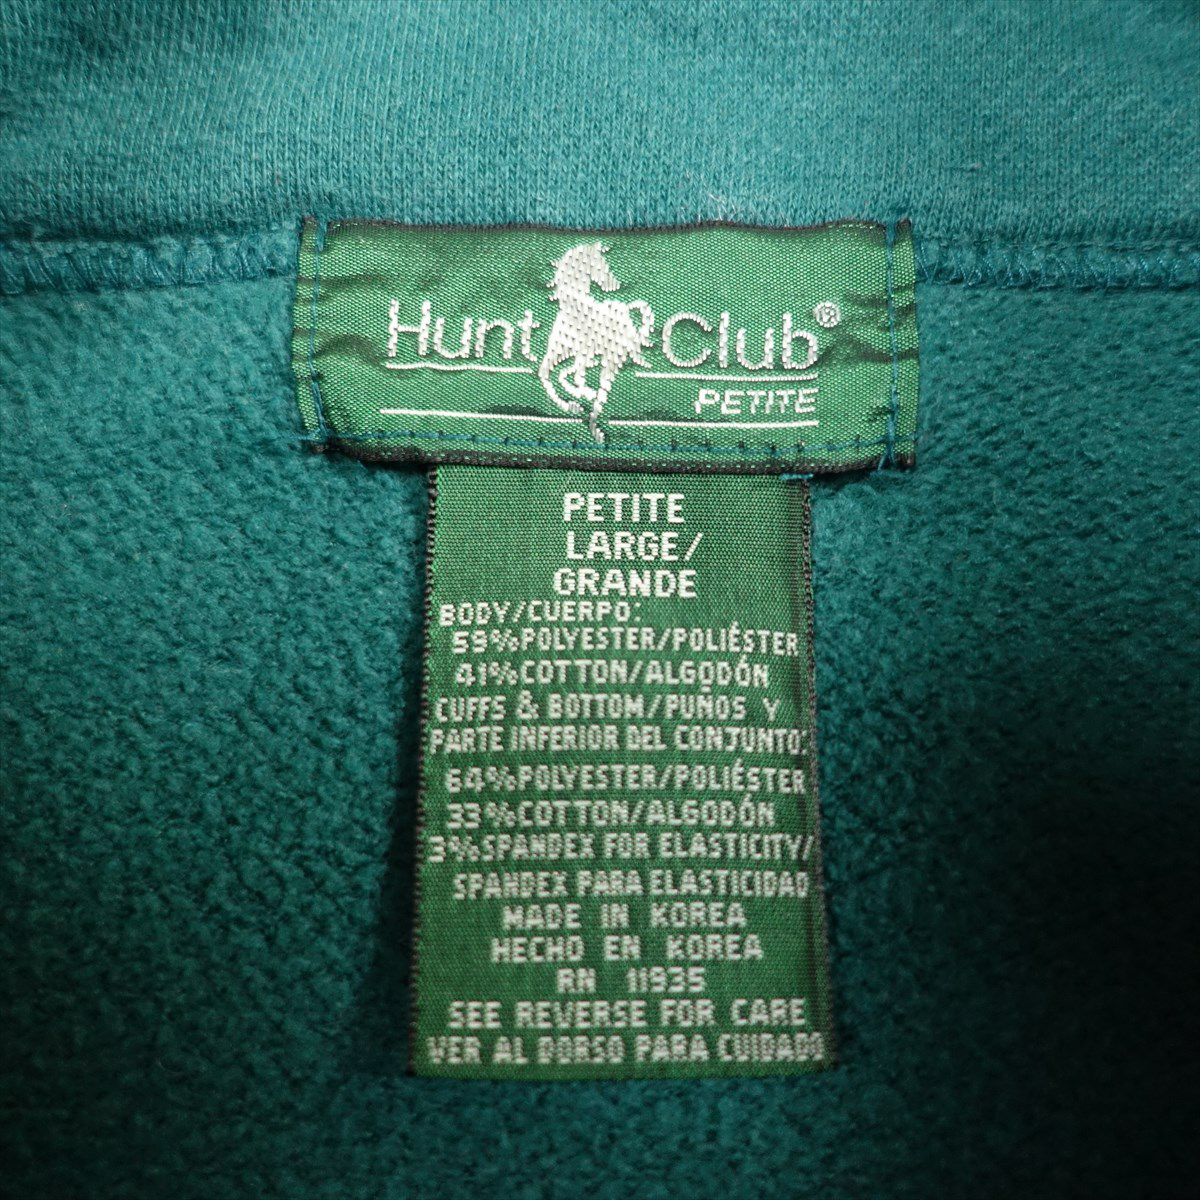 Hunt Club®
PETITE
PETITE
LARGE/
GRANDE
BODY/CUERPO:
59%POLYESTER/POLIÉSTER
41%COTTON/ALGODÓN
CUFFS & BOTTOM/PUÑOS Y
PARTE INFERIOR DEL CONJUNTO:
64%POLYESTER/POLIÉSTER
33%COTTON/ALGODÓN
3%SPANDEX FOR ELASTICITY/
SPANDEX PARA ELASTICIDAD
MADE IN KOREA
HECHO EN KOREA
RN 11935
SEE REVERSE FOR CARE
VER AL DORSO PARA CUIDADO